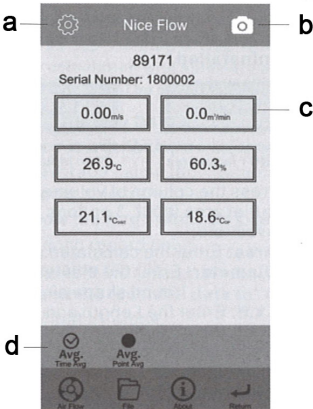 a
Nice Flow
b
89171
Serial Number: 1800002
0.00m/s
0.0m³/min
c
26.9°C
60.3%
21.1°Cwet
18.6°CDP
d
Avg.
Time Avg
Avg.
Point Avg
Air Flow
File
About
Return